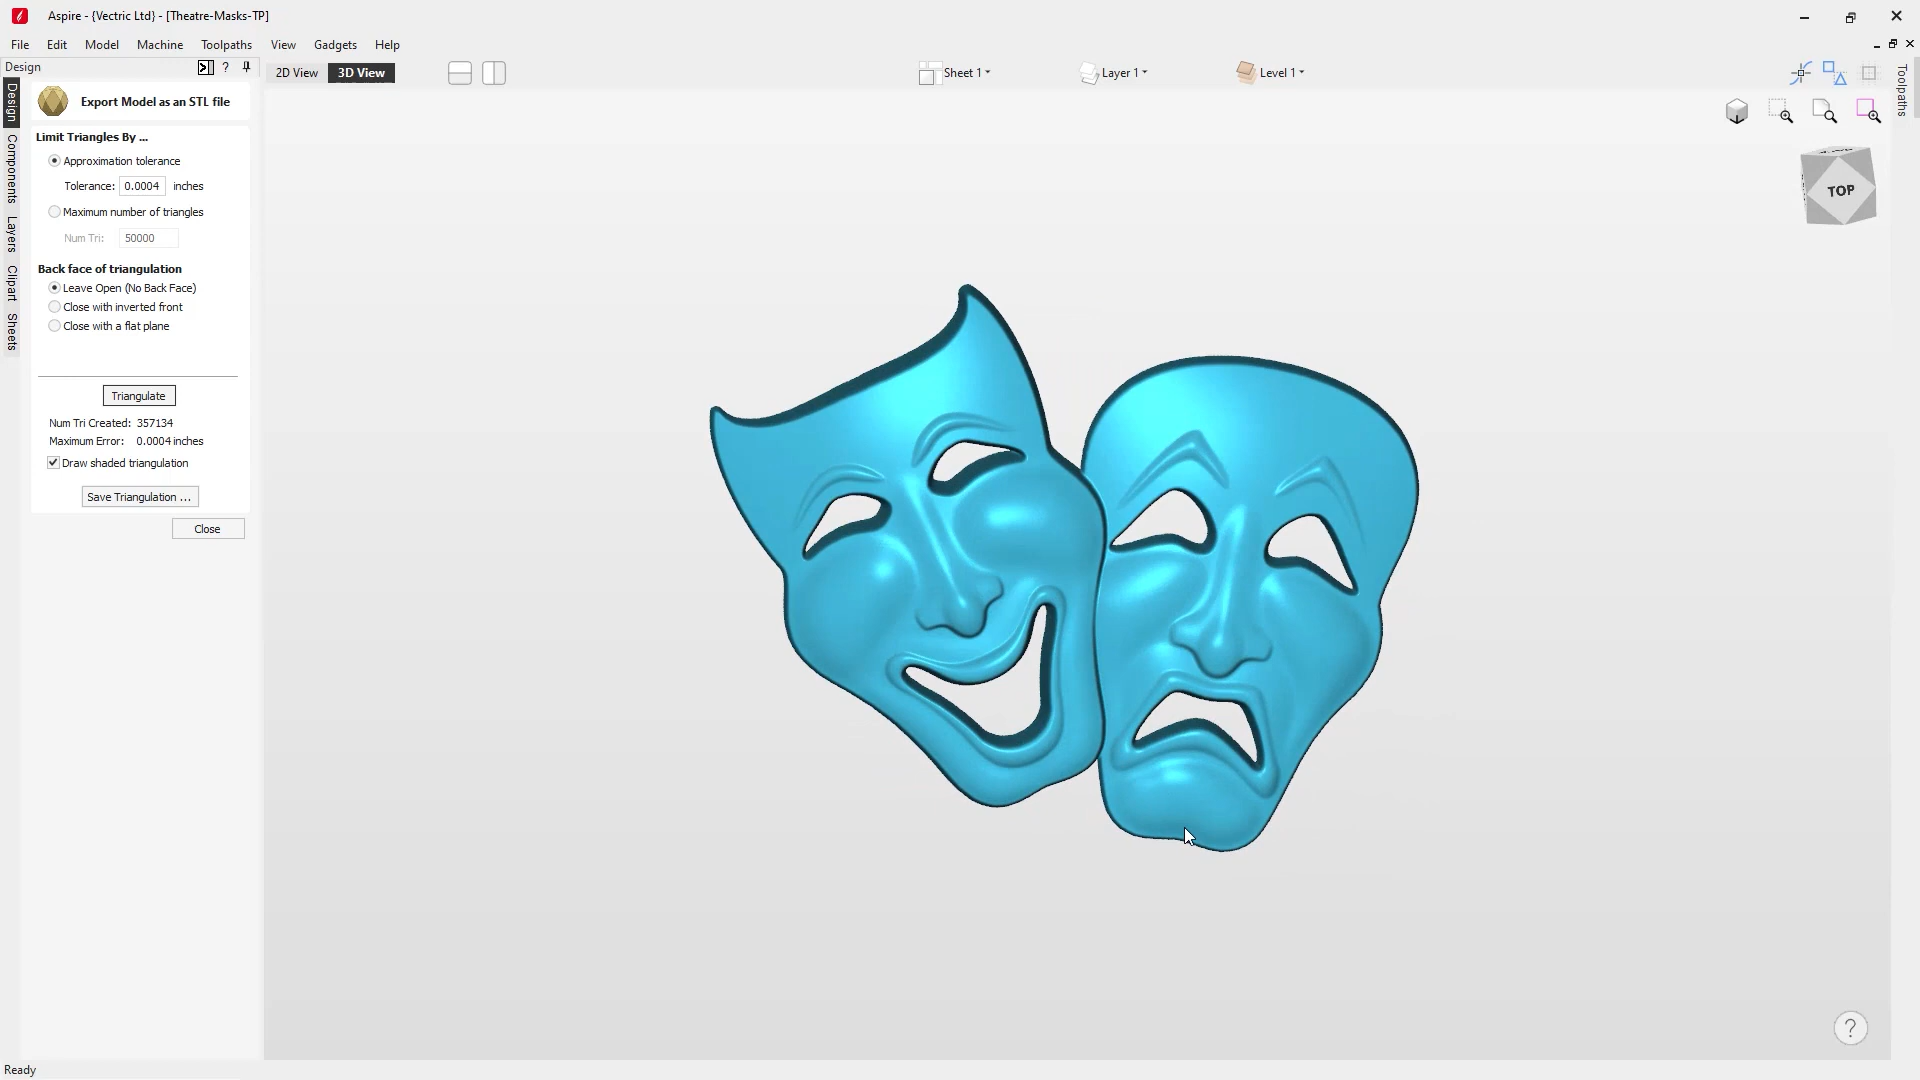 Aspire - {Vectric Ltd} - [Theatre-Masks-TP]
File Edit Model Machine Toolpaths View Gadgets Help
Design ?
2D View 3D View Sheet 1 Layer 1 Level 1
Design
Components
Layers
Clipart
Sheets
Export Model as an STL file
Limit Triangles By ...
Approximation tolerance
Tolerance: 0.0004 inches
Maximum number of triangles
Num Tri: 50000
Back face of triangulation
Leave Open (No Back Face)
Close with inverted front
Close with a flat plane
Triangulate
Num Tri Created: 357134
Maximum Error: 0.0004 inches
Draw shaded triangulation
Save Triangulation ...
Close
Toolpaths
TOP
?
Ready